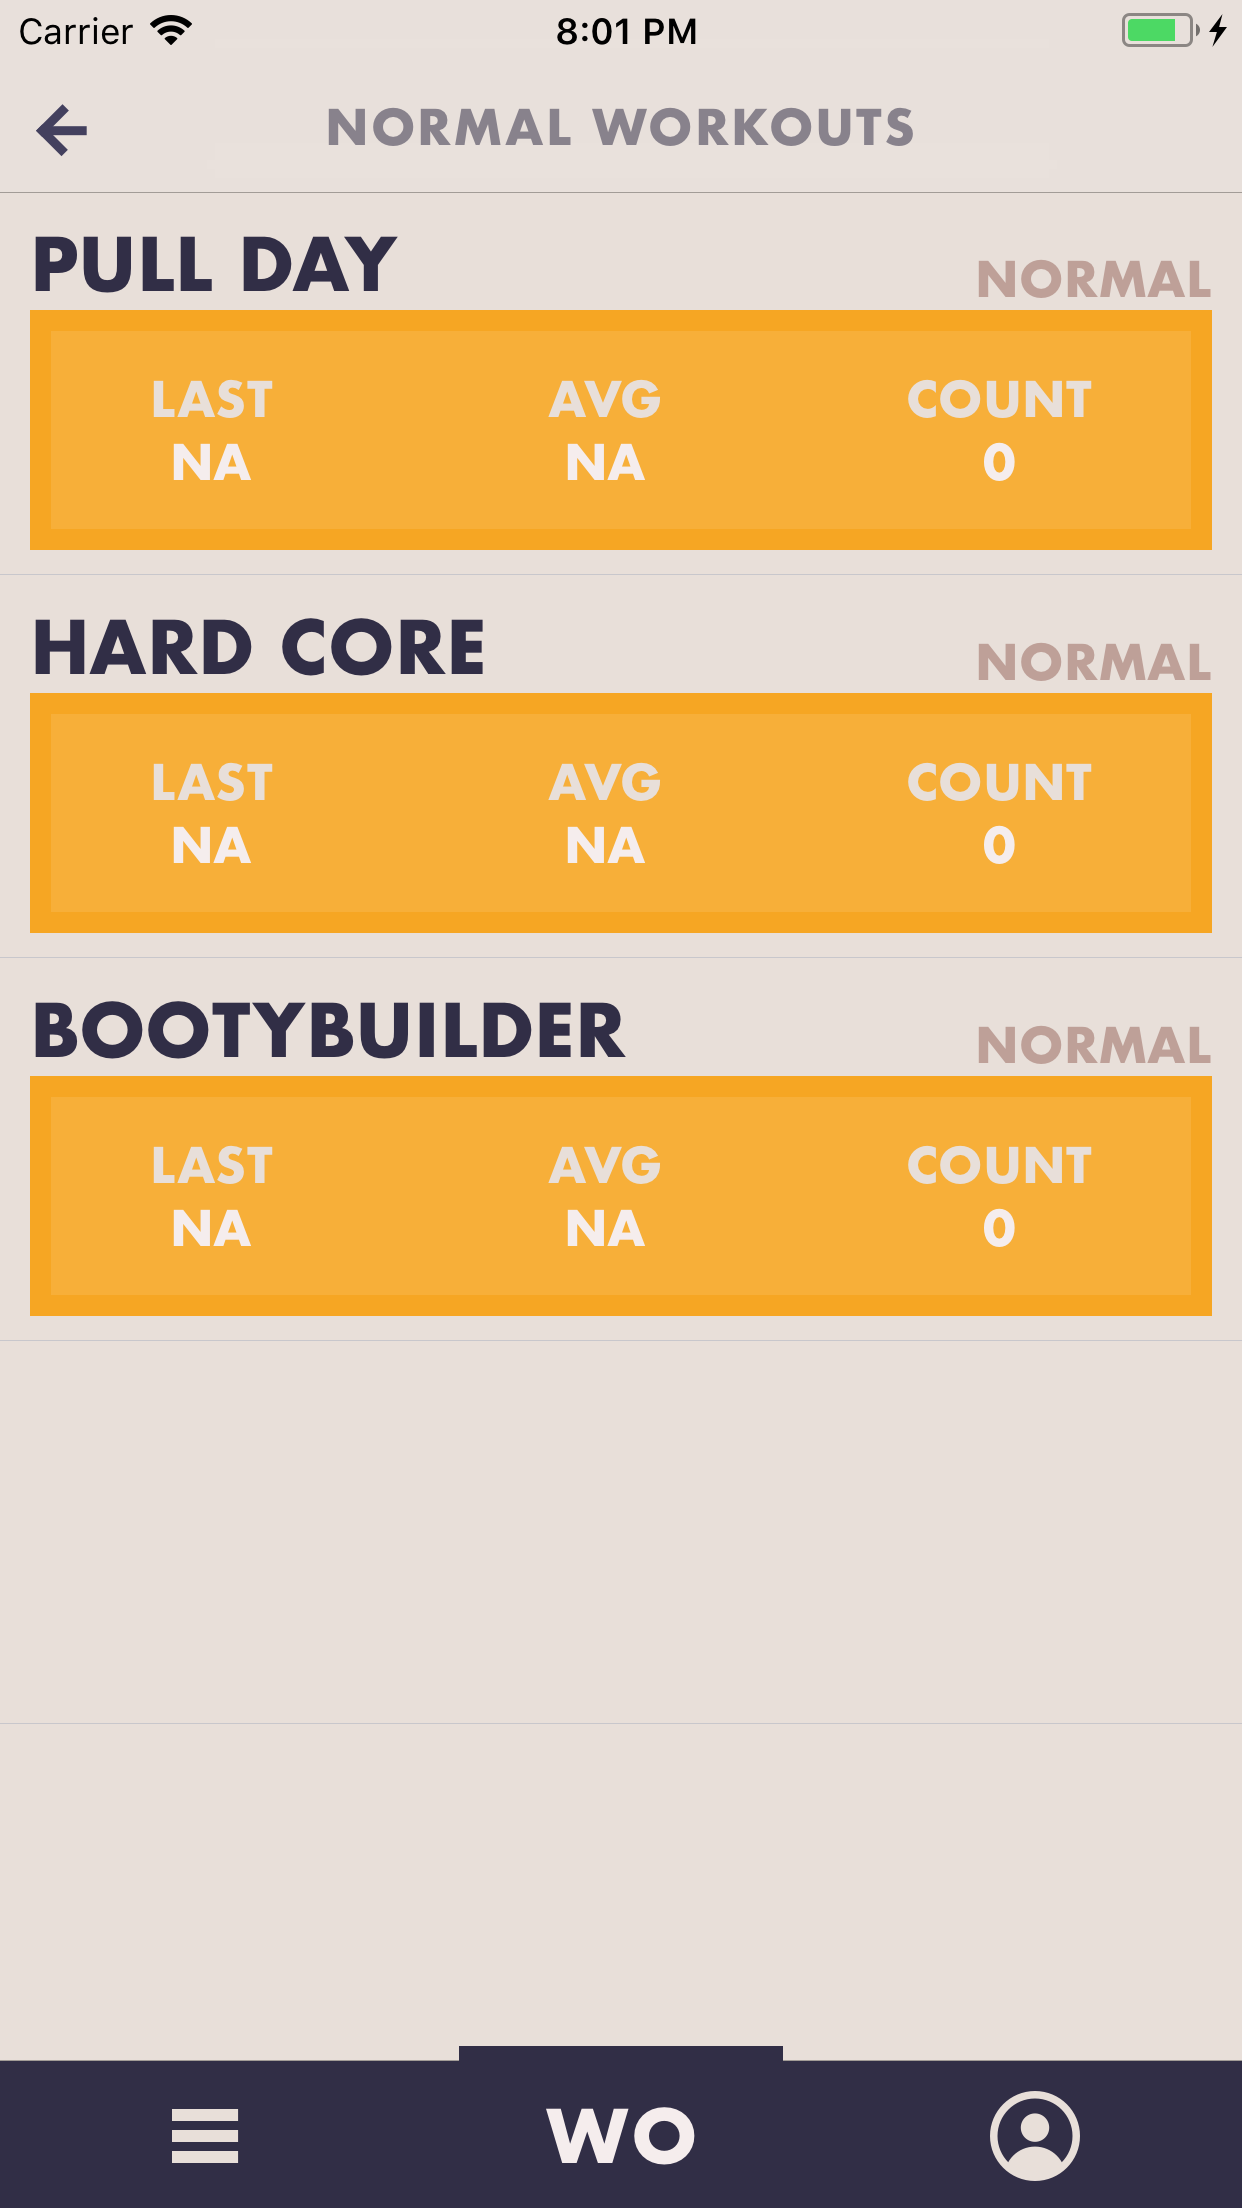 Carrier 8:01 PM
NORMAL WORKOUTS
PULL DAY NORMAL
LAST AVG COUNT
NA NA 0
HARD CORE NORMAL
LAST AVG COUNT
NA NA 0
BOOTYBUILDER NORMAL
LAST AVG COUNT
NA NA 0
WO